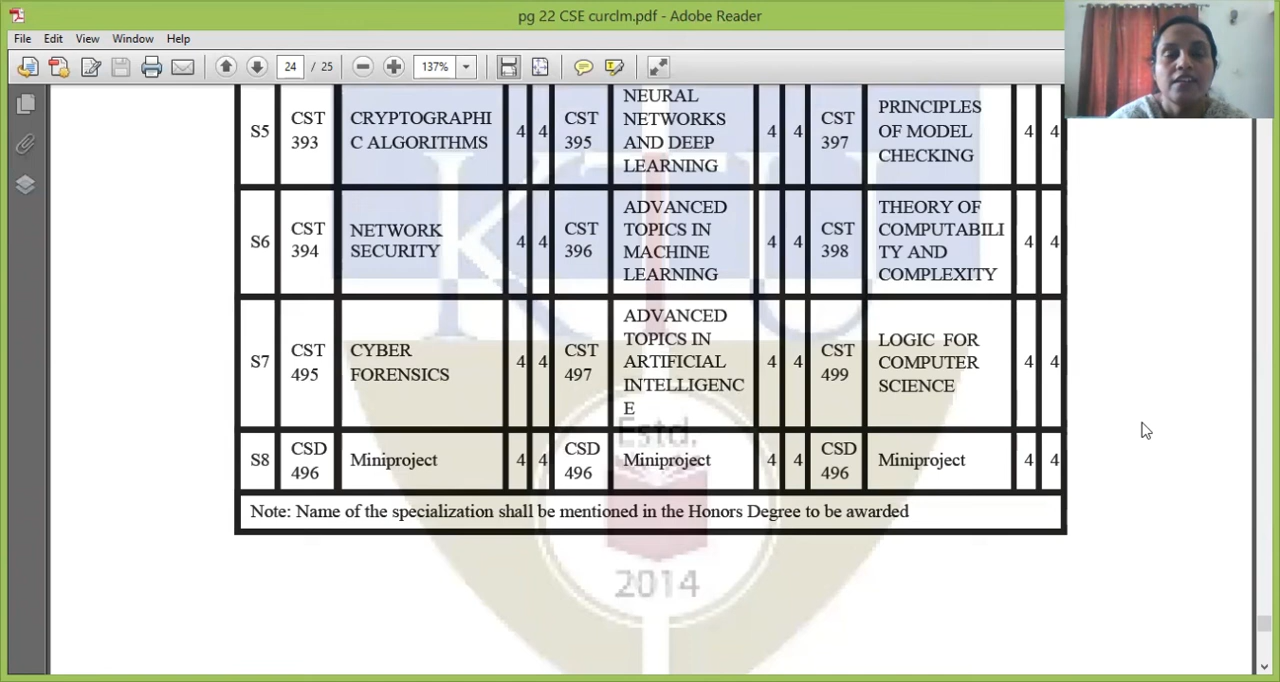 pg 22 CSE curclm.pdf - Adobe Reader
File Edit View Window Help
24 / 25 137%
S5 CST 393 CRYPTOGRAPHI C ALGORITHMS 4 4 CST 395 NEURAL NETWORKS AND DEEP LEARNING 4 4 CST 397 PRINCIPLES OF MODEL CHECKING 4 4
S6 CST 394 NETWORK SECURITY 4 4 CST 396 ADVANCED TOPICS IN MACHINE LEARNING 4 4 CST 398 THEORY OF COMPUTABILI TY AND COMPLEXITY 4 4
S7 CST 495 CYBER FORENSICS 4 4 CST 497 ADVANCED TOPICS IN ARTIFICIAL INTELLIGENC E 4 4 CST 499 LOGIC FOR COMPUTER SCIENCE 4 4
S8 CSD 496 Miniproject 4 4 CSD 496 Miniproject 4 4 CSD 496 Miniproject 4 4
Note: Name of the specialization shall be mentioned in the Honors Degree to be awarded
KTU
Estd.
2014